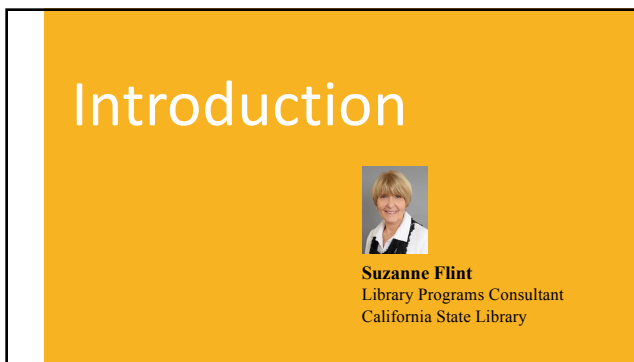 Introduction
Suzanne Flint
Library Programs Consultant
California State Library